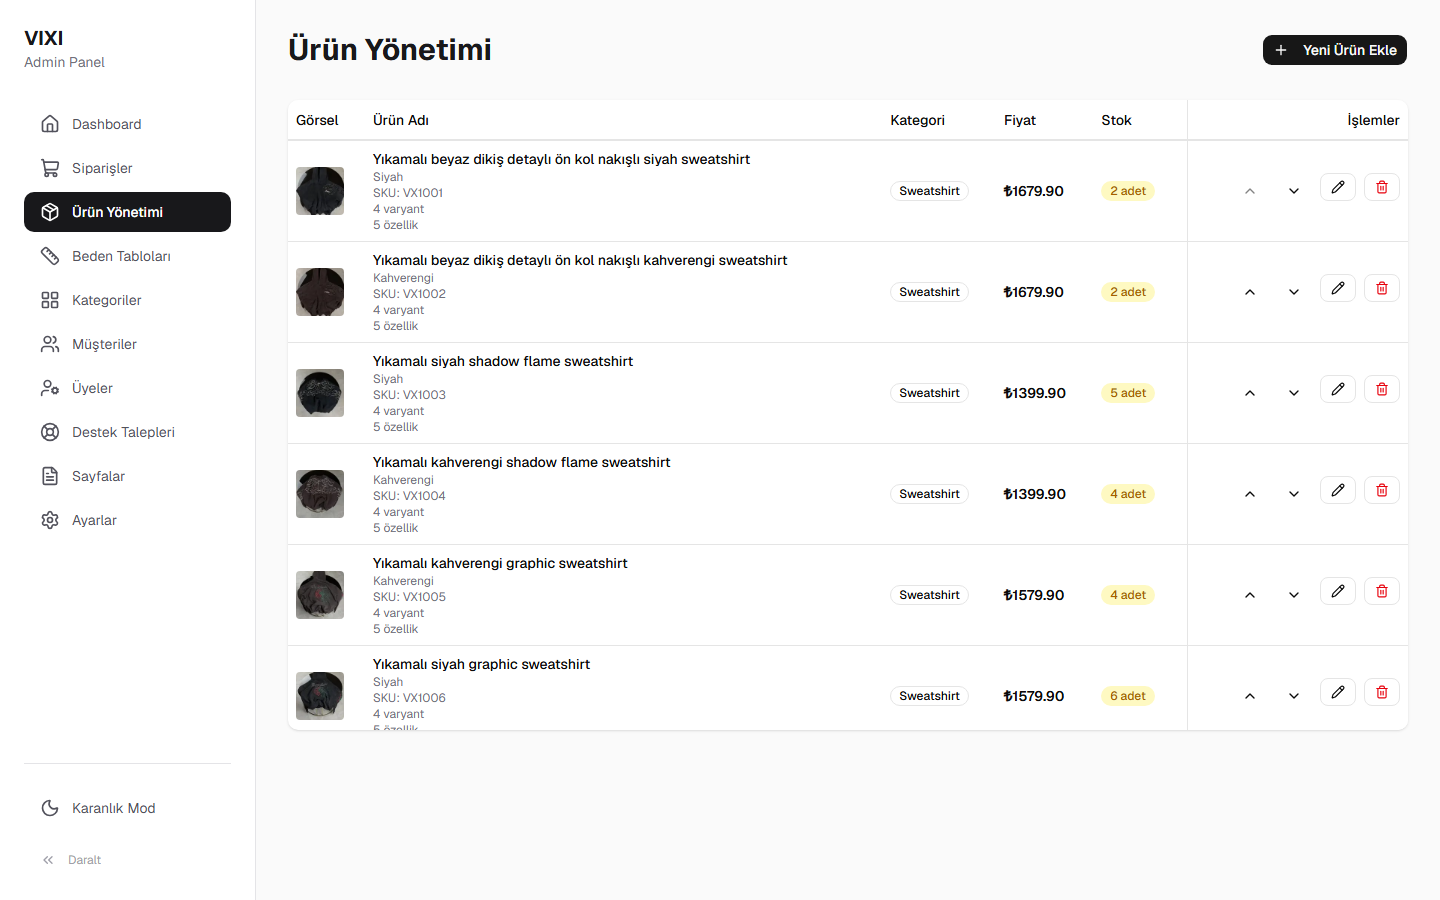 VIXI
Admin Panel
Dashboard
Siparişler
Ürün Yönetimi
Beden Tabloları
Kategoriler
Müşteriler
Üyeler
Destek Talepleri
Sayfalar
Ayarlar
Karanlık Mod
Daralt
Ürün Yönetimi
Yeni Ürün Ekle
Görsel Ürün Adı Kategori Fiyat Stok İşlemler
Yıkamalı beyaz dikiş detaylı ön kol nakışlı siyah sweatshirt
Siyah
SKU: VX1001
4 varyant
5 özellik
Sweatshirt ₺1679.90 2 adet
Yıkamalı beyaz dikiş detaylı ön kol nakışlı kahverengi sweatshirt
Kahverengi
SKU: VX1002
4 varyant
5 özellik
Sweatshirt ₺1679.90 2 adet
Yıkamalı siyah shadow flame sweatshirt
Siyah
SKU: VX1003
4 varyant
5 özellik
Sweatshirt ₺1399.90 5 adet
Yıkamalı kahverengi shadow flame sweatshirt
Kahverengi
SKU: VX1004
4 varyant
5 özellik
Sweatshirt ₺1399.90 4 adet
Yıkamalı kahverengi graphic sweatshirt
Kahverengi
SKU: VX1005
4 varyant
5 özellik
Sweatshirt ₺1579.90 4 adet
Yıkamalı siyah graphic sweatshirt
Siyah
SKU: VX1006
4 varyant
5 özellik
Sweatshirt ₺1579.90 6 adet